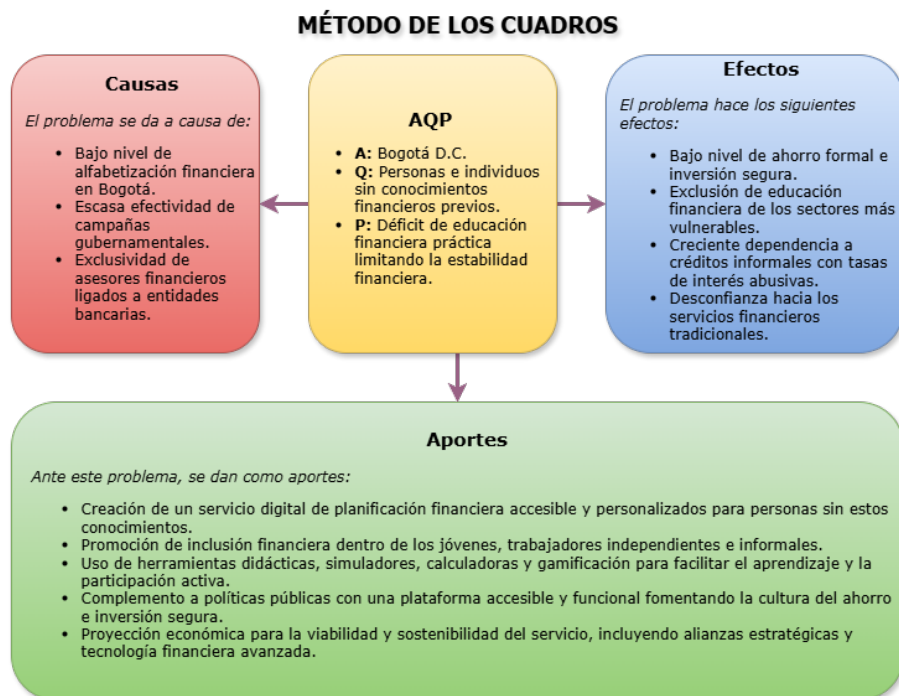 MÉTODO DE LOS CUADROS
Causas
El problema se da a causa de:
• Bajo nivel de
alfabetización financiera
en Bogotá.
• Escasa efectividad de
campañas
gubernamentales.
• Exclusividad de
asesores financieros
ligados a entidades
bancarias.
AQP
• A: Bogotá D.C.
• Q: Personas e individuos
sin conocimientos
financieros previos.
• P: Déficit de educación
financiera práctica
limitando la estabilidad
financiera.
Efectos
El problema hace los siguientes
efectos:
• Bajo nivel de ahorro formal e
inversión segura.
• Exclusión de educación
financiera de los sectores más
vulnerables.
• Creciente dependencia a
créditos informales con tasas
de interés abusivas.
• Desconfianza hacia los
servicios financieros
tradicionales.
Aportes
Ante este problema, se dan como aportes:
• Creación de un servicio digital de planificación financiera accesible y personalizados para personas sin estos
conocimientos.
• Promoción de inclusión financiera dentro de los jóvenes, trabajadores independientes e informales.
• Uso de herramientas didácticas, simuladores, calculadoras y gamificación para facilitar el aprendizaje y la
participación activa.
• Complemento a políticas públicas con una plataforma accesible y funcional fomentando la cultura del ahorro
e inversión segura.
• Proyección económica para la viabilidad y sostenibilidad del servicio, incluyendo alianzas estratégicas y
tecnología financiera avanzada.